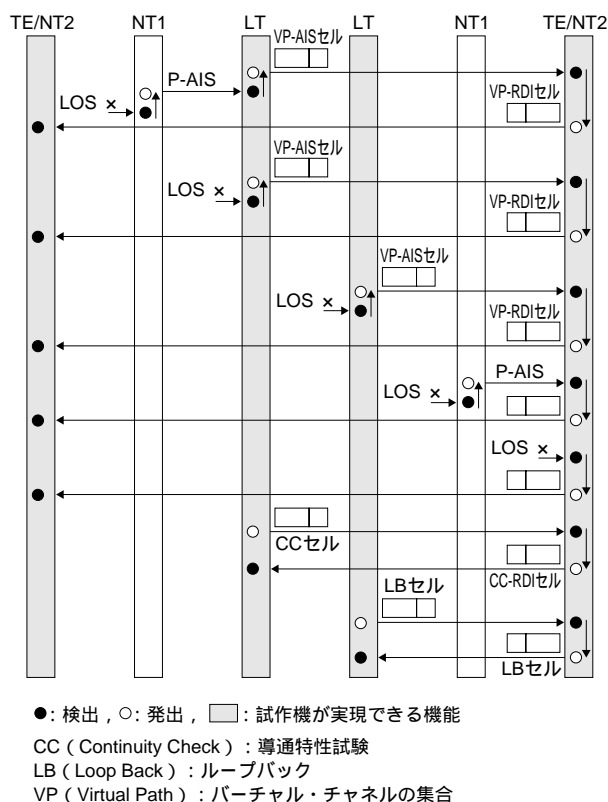 TE/NT2 NT1 LT LT NT1 TE/NT2
VP-AISセル
P-AIS
LOS ×
VP-RDIセル
VP-AISセル
LOS ×
VP-RDIセル
VP-AISセル
LOS ×
VP-RDIセル
P-AIS
LOS ×
LOS ×
CCセル
CC-RDIセル
LBセル
LBセル
●：検出，○：発出，　：試作機が実現できる機能
CC（Continuity Check）：導通特性試験
LB（Loop Back）：ループバック
VP（Virtual Path）：バーチャル・チャネルの集合